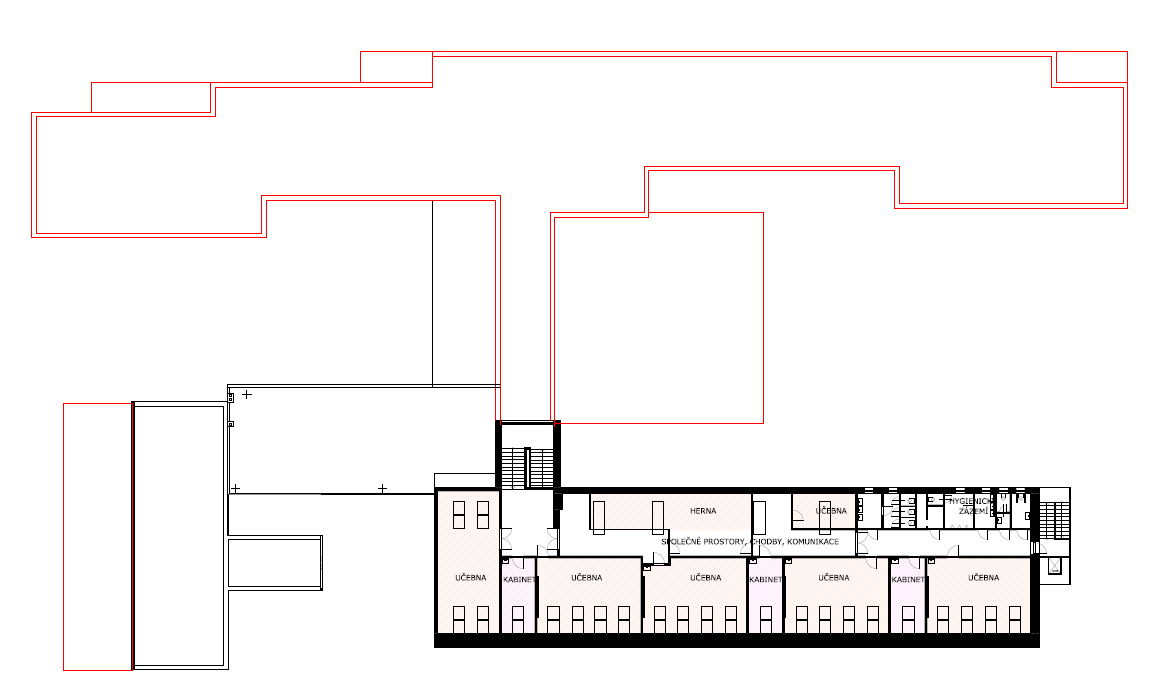 HYGIENICKÉ
HERNA
UČEBNA
ZÁZEMÍ
SPOLEČNÉ PROSTORY, CHODBY, KOMUNIKACE
UČEBNA
KABINET
UČEBNA
UČEBNA
KABINET
UČEBNA
KABINET
UČEBNA